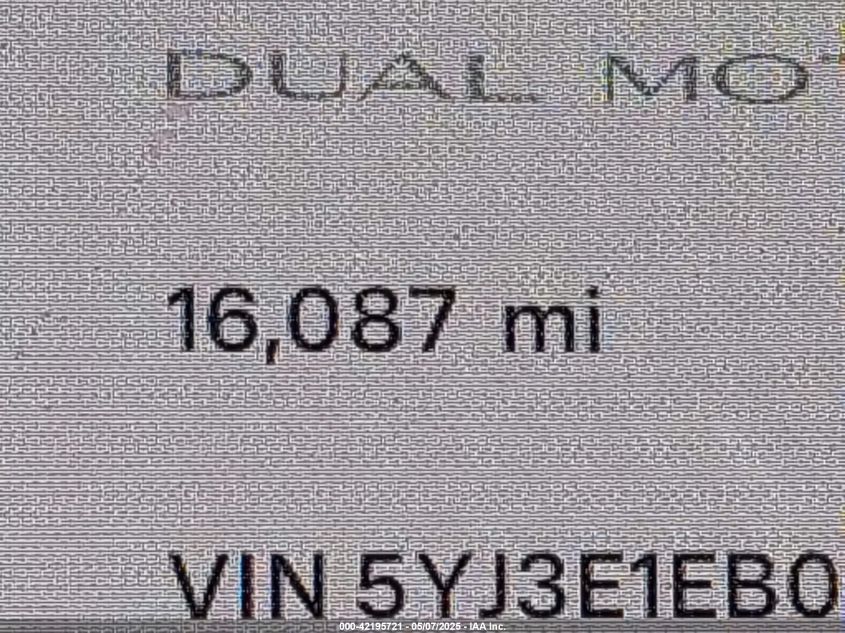 DUAL MO
16,087 mi
VIN 5YJ3E1EB0
000-42195721 - 05/07/2025 - IAA Inc.